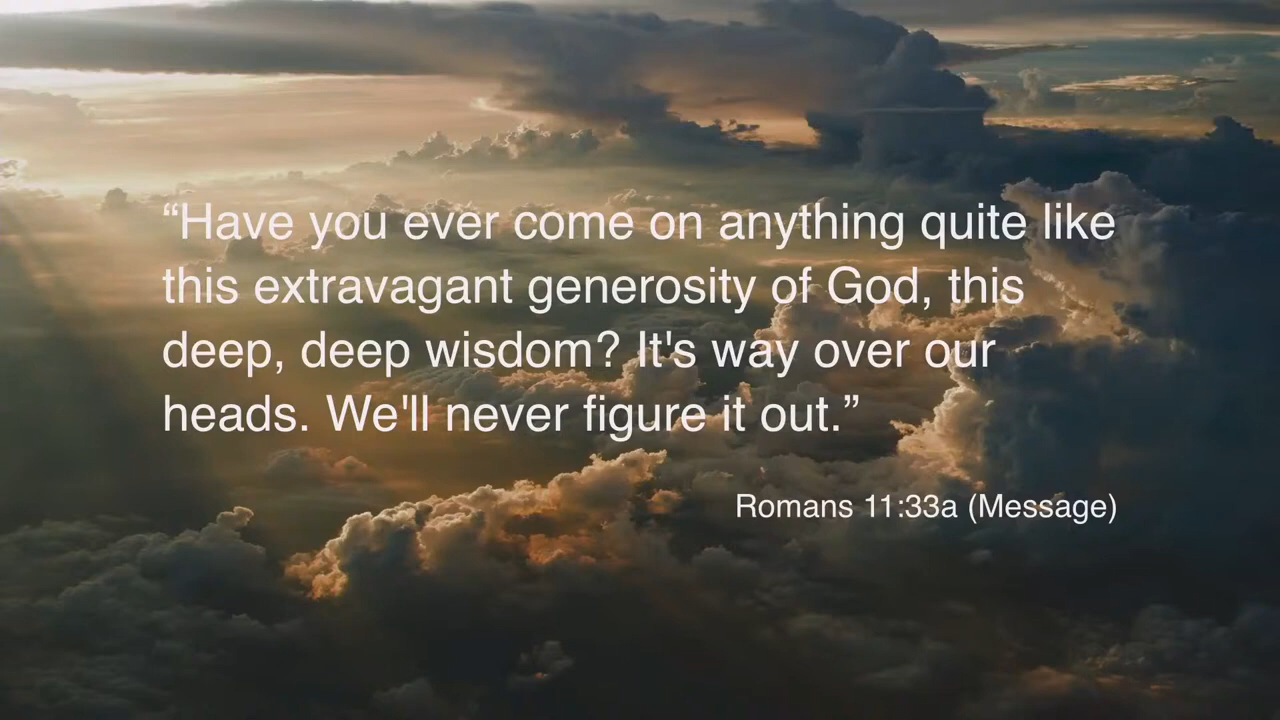 “Have you ever come on anything quite like
this extravagant generosity of God, this
deep, deep wisdom? It's way over our
heads. We'll never figure it out.”
Romans 11:33a (Message)